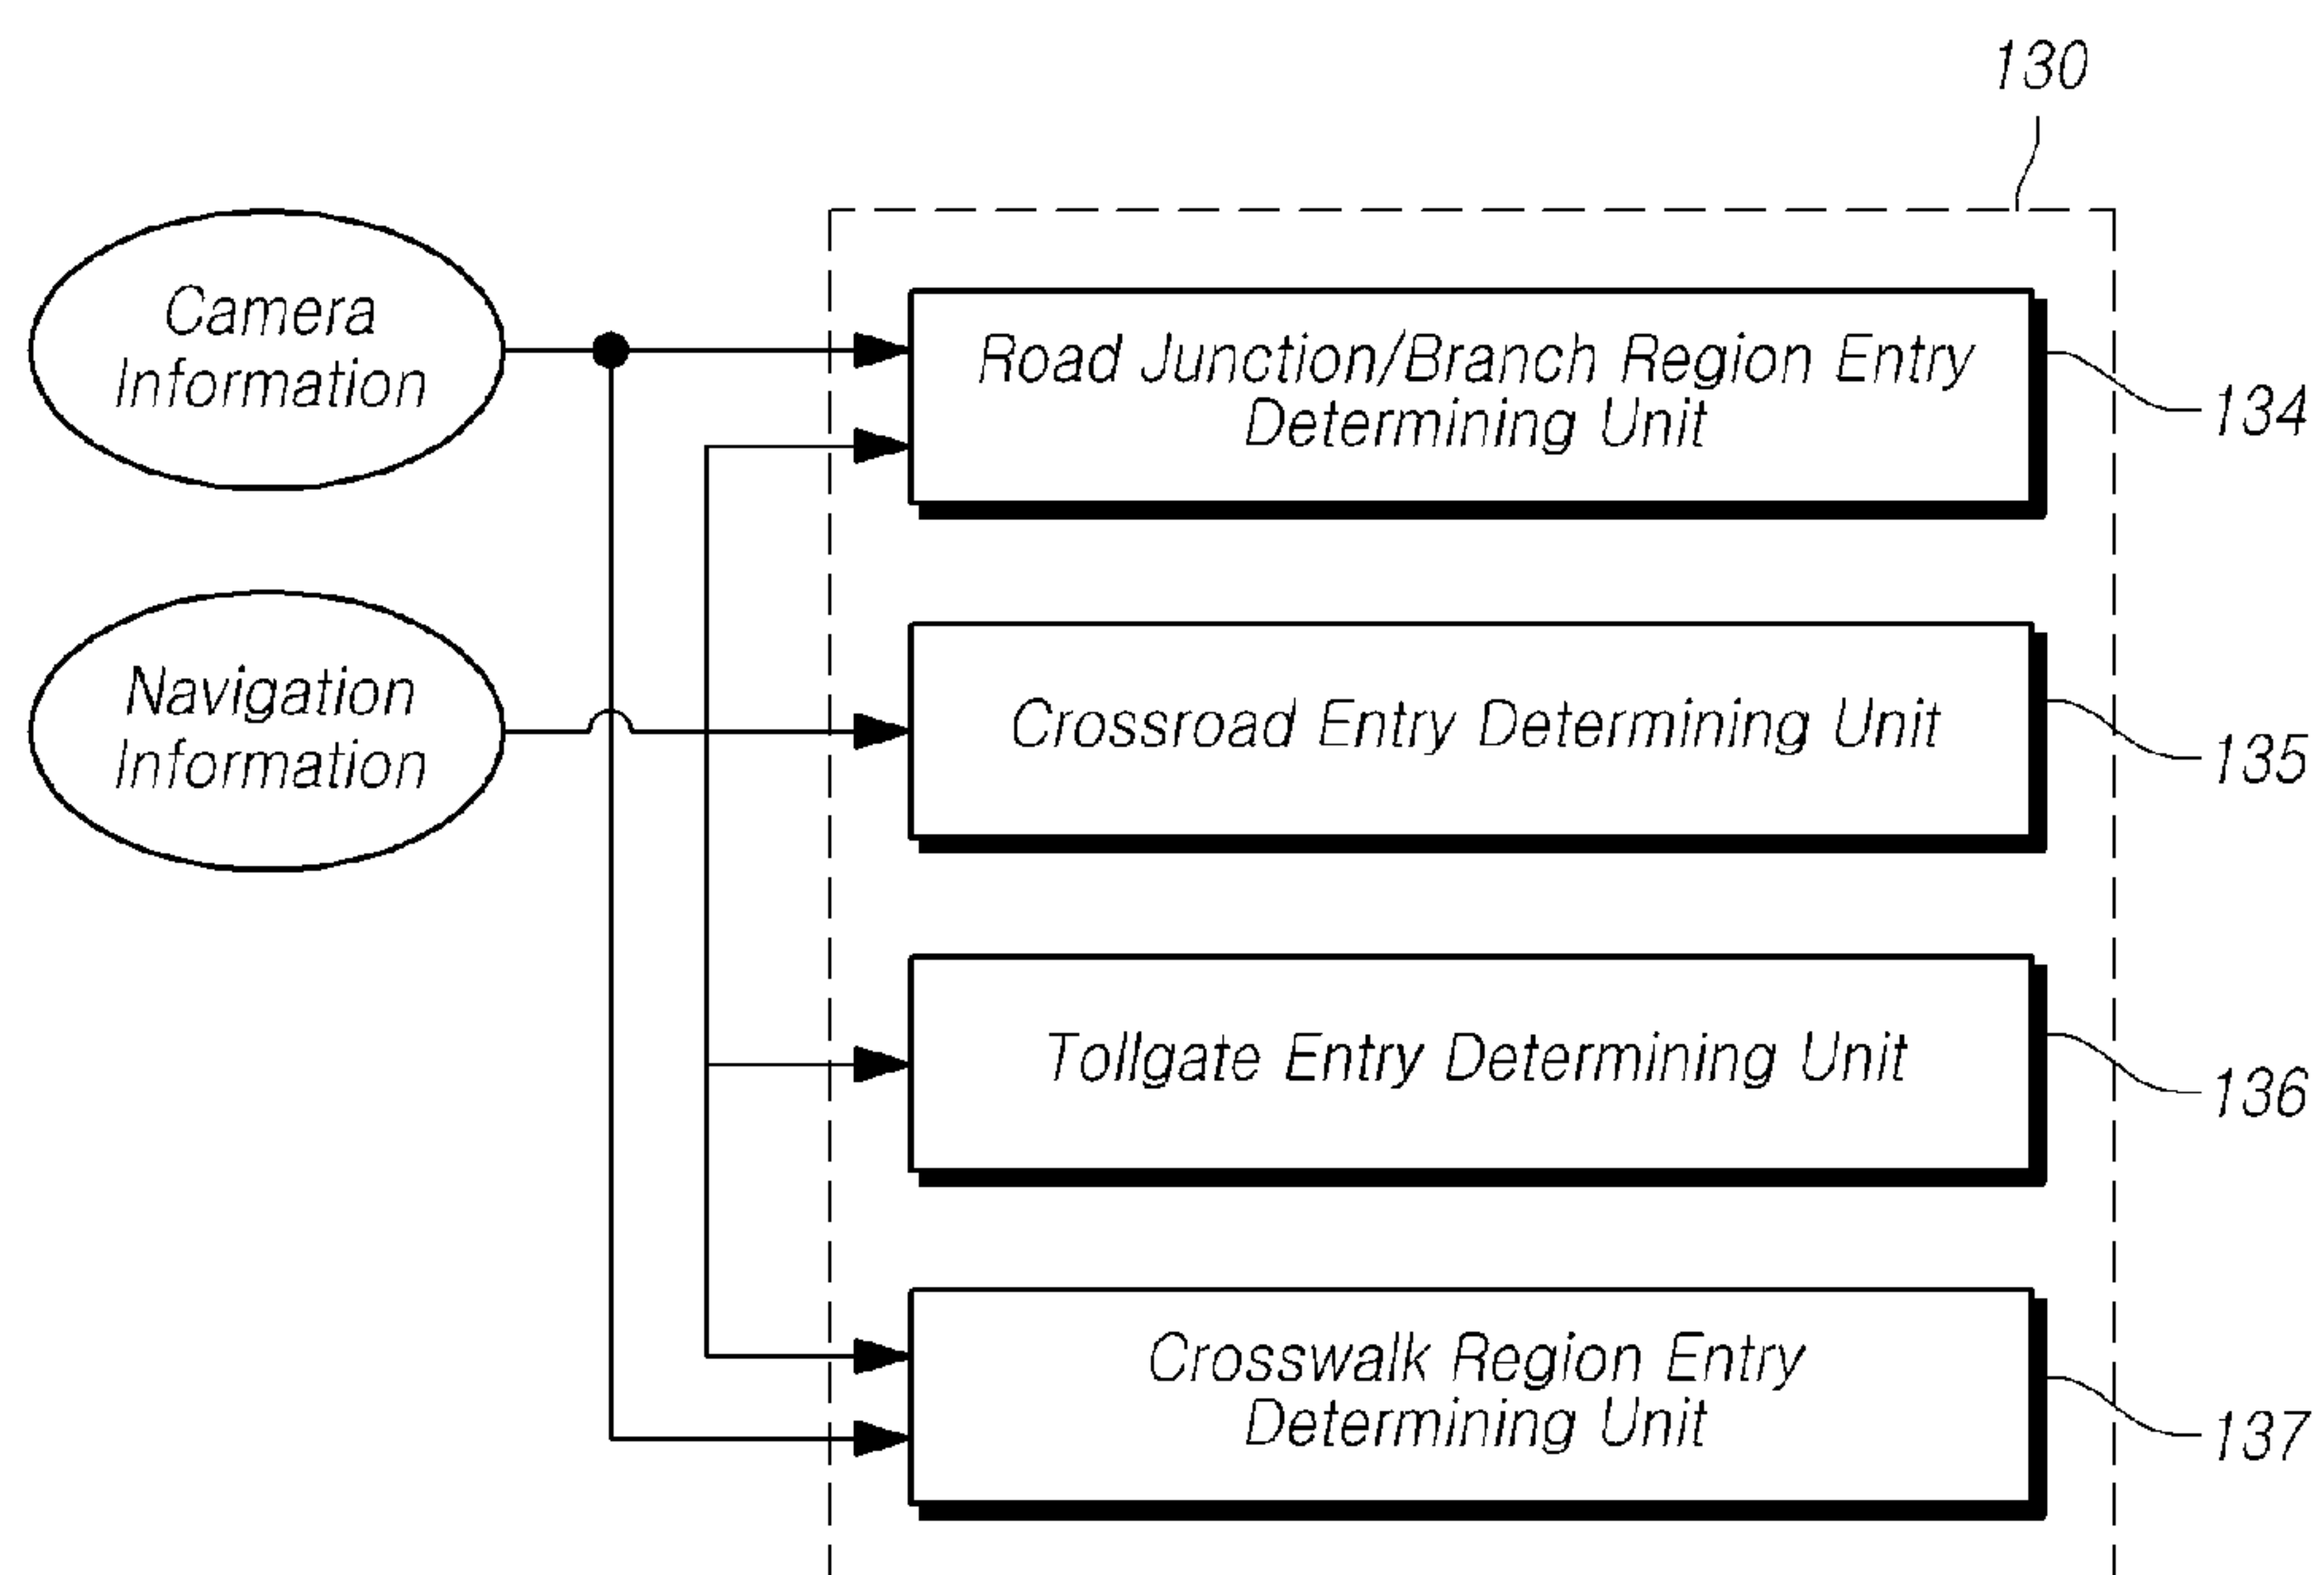 130
Camera
Information
Road Junction/Branch Region Entry
Determining Unit
134
Navigation
Information
Crossroad Entry Determining Unit
135
Tollgate Entry Determining Unit
136
Crosswalk Region Entry
Determining Unit
137